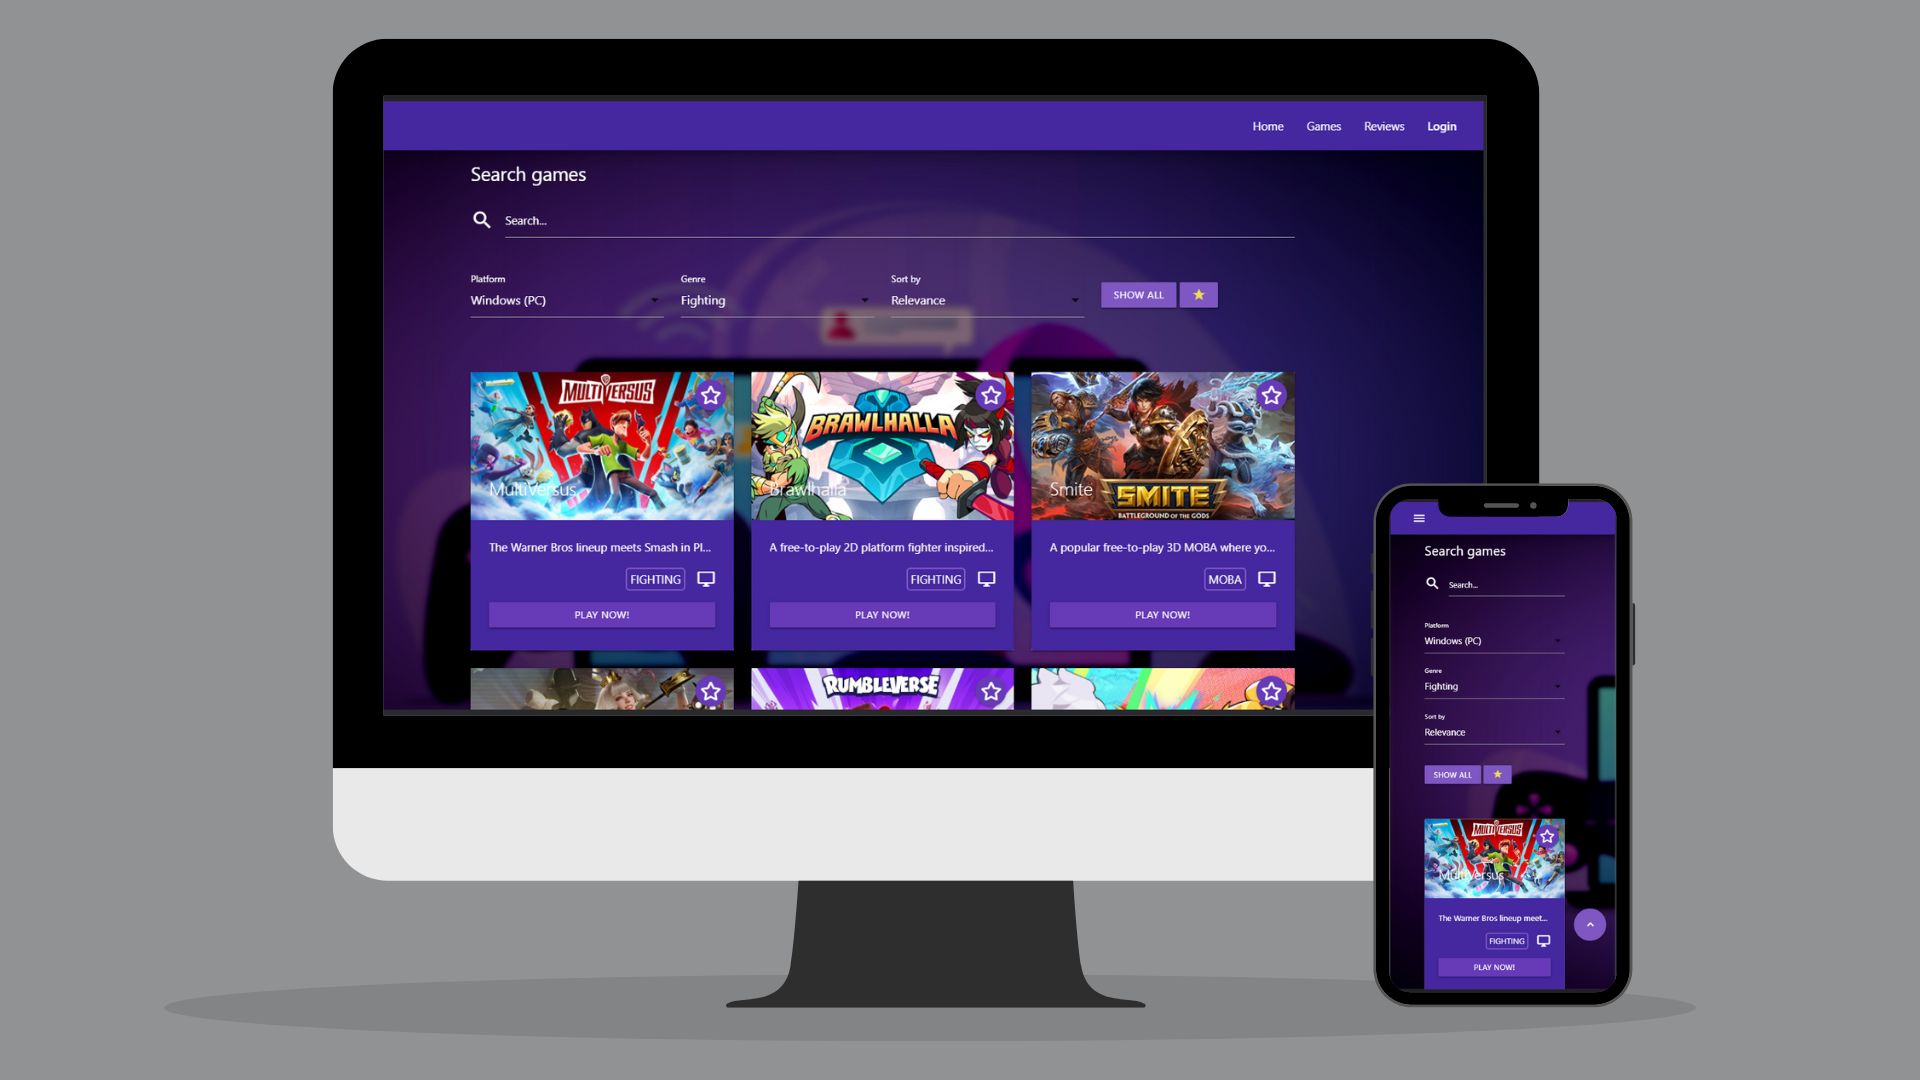 Home Games Reviews Login
Search games
Search...
Platform Genre Sort by
Windows (PC) Fighting Relevance SHOW ALL
MULTIVERSUS
BRAWLHALLA
SMITE
BATTLEGROUND OF THE GODS
MultiVersus Brawlhalla Smite
The Warner Bros lineup meets Smash in Pl... A free-to-play 2D platform fighter inspired... A popular free-to-play 3D MOBA where yo...
FIGHTING FIGHTING MOBA
PLAY NOW! PLAY NOW! PLAY NOW!
RUMBLEVERSE
Search games
Search...
Platform
Windows (PC)
Genre
Fighting
Sort by
Relevance
SHOW ALL
MULTIVERSUS
MultiVersus
The Warner Bros lineup meet...
FIGHTING
PLAY NOW!